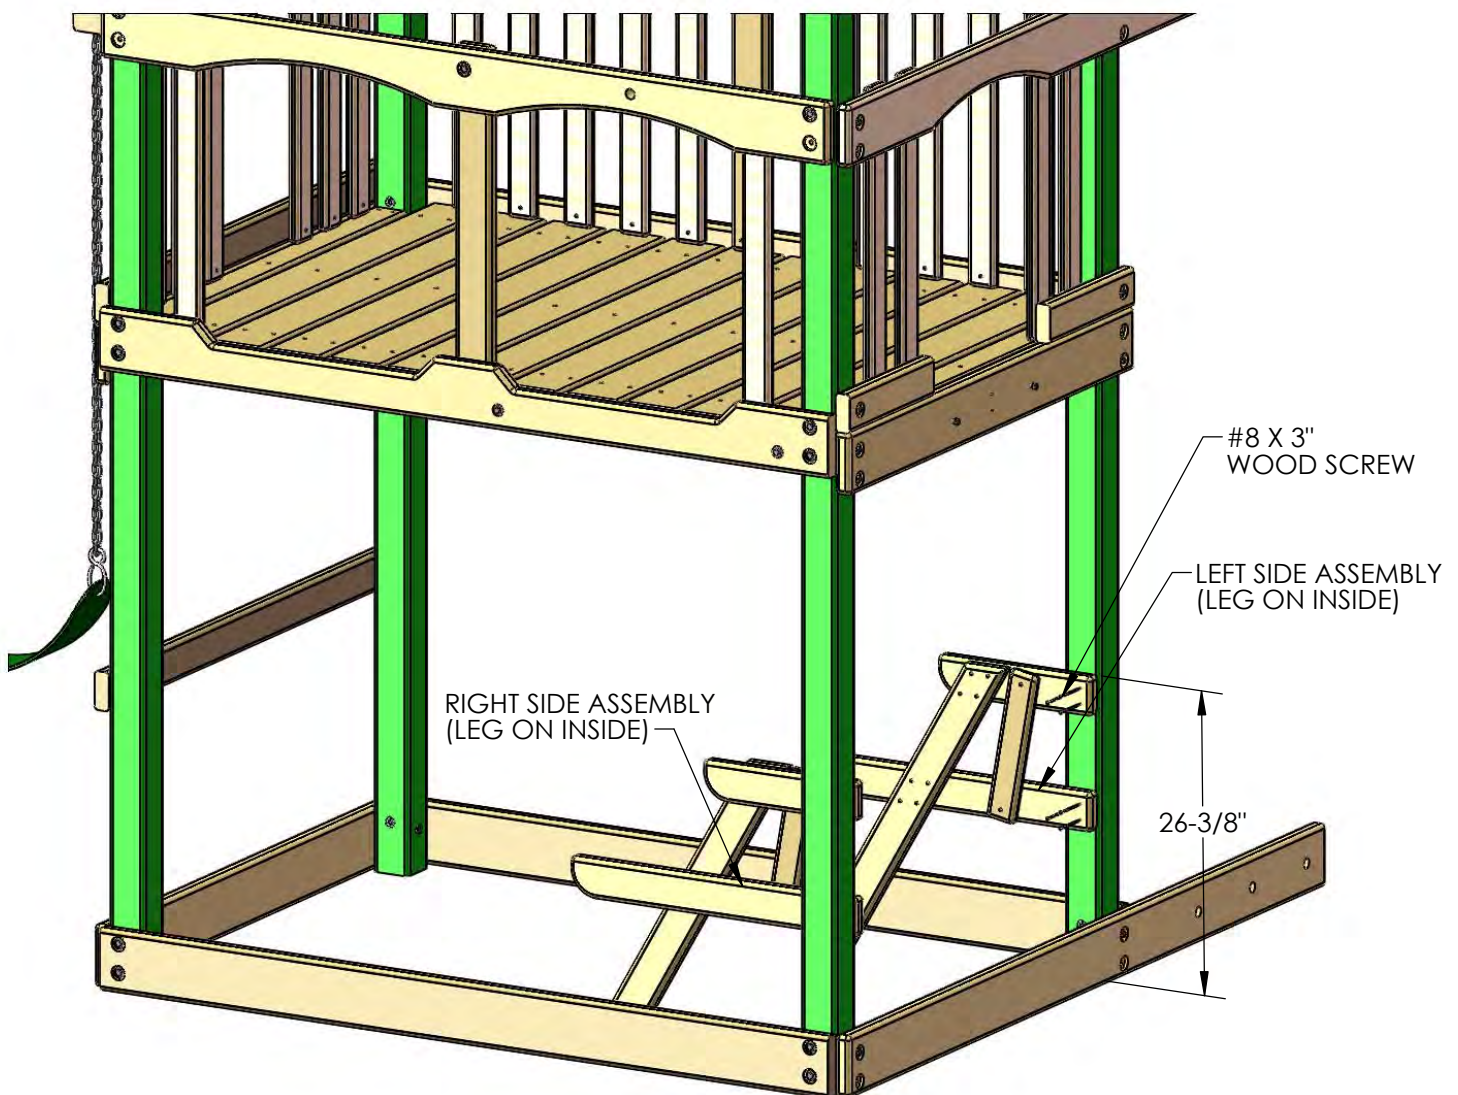 #8 X 3"
WOOD SCREW
LEFT SIDE ASSEMBLY
(LEG ON INSIDE)
RIGHT SIDE ASSEMBLY
(LEG ON INSIDE)
26-3/8"